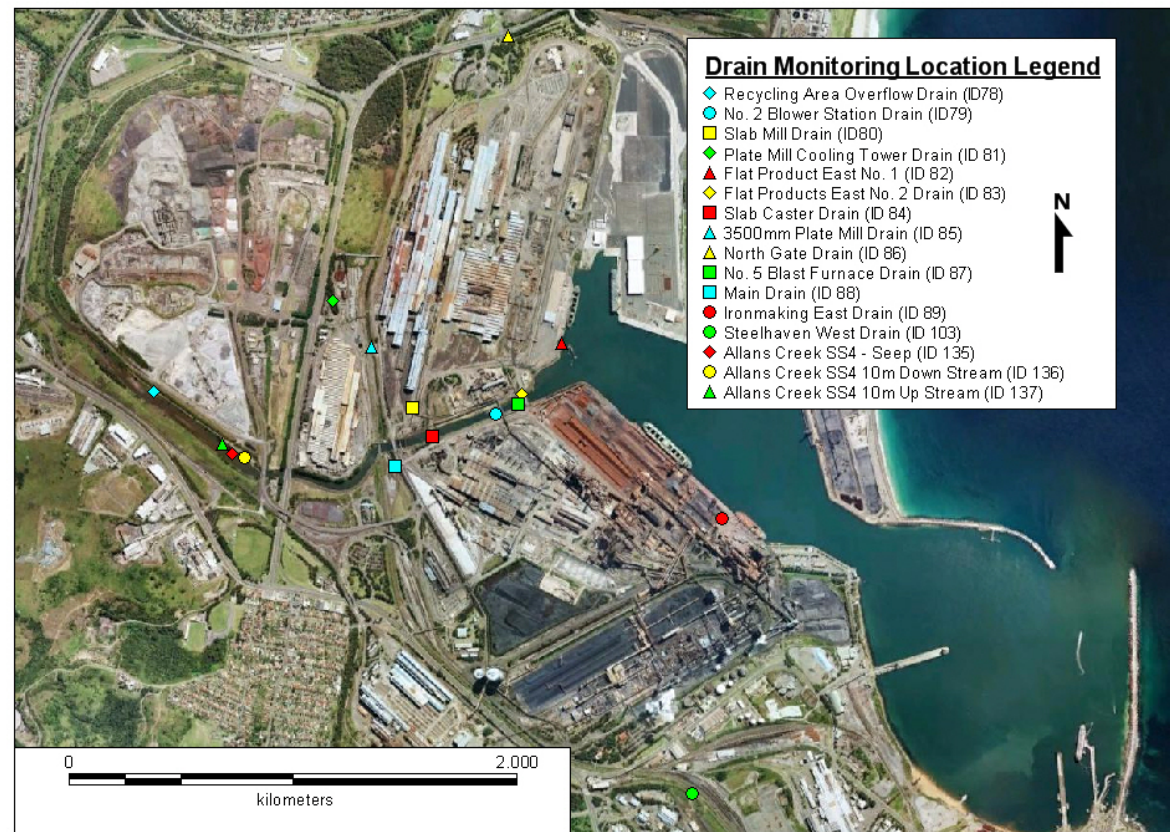 Drain Monitoring Location Legend
Recycling Area Overflow Drain (ID78)
No. 2 Blower Station Drain (ID79)
Slab Mill Drain (ID80)
Plate Mill Cooling Tower Drain (ID 81)
Flat Product East No. 1 (ID 82)
Flat Products East No. 2 Drain (ID 83)
Slab Caster Drain (ID 84)
3500mm Plate Mill Drain (ID 85)
North Gate Drain (ID 86)
No. 5 Blast Furnace Drain (ID 87)
Main Drain (ID 88)
Ironmaking East Drain (ID 89)
Steelhaven West Drain (ID 103)
Allans Creek SS4 - Seep (ID 135)
Allans Creek SS4 10m Down Stream (ID 136)
Allans Creek SS4 10m Up Stream (ID 137)
N
0 2.000
kilometers